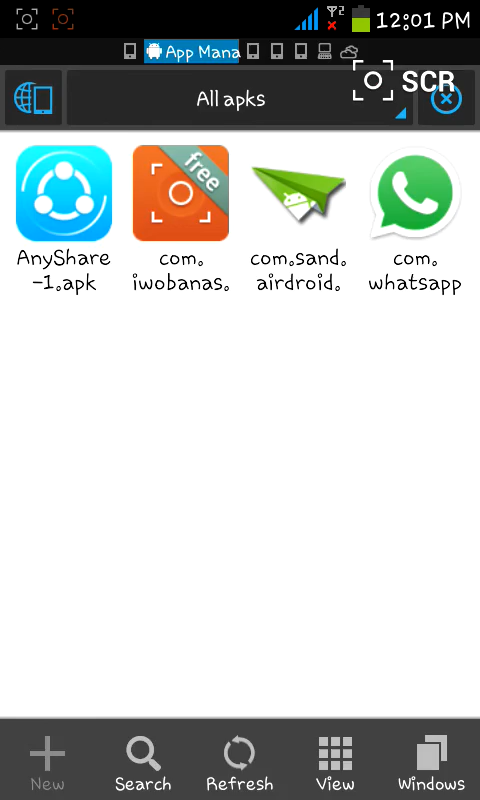 2 12:01 PM
App Mana
All apks
SCR
free
AnyShare
-1.apk
com.
iwobanas.
com.sand.
airdroid.
com.
whatsapp
New
Search
Refresh
View
Windows